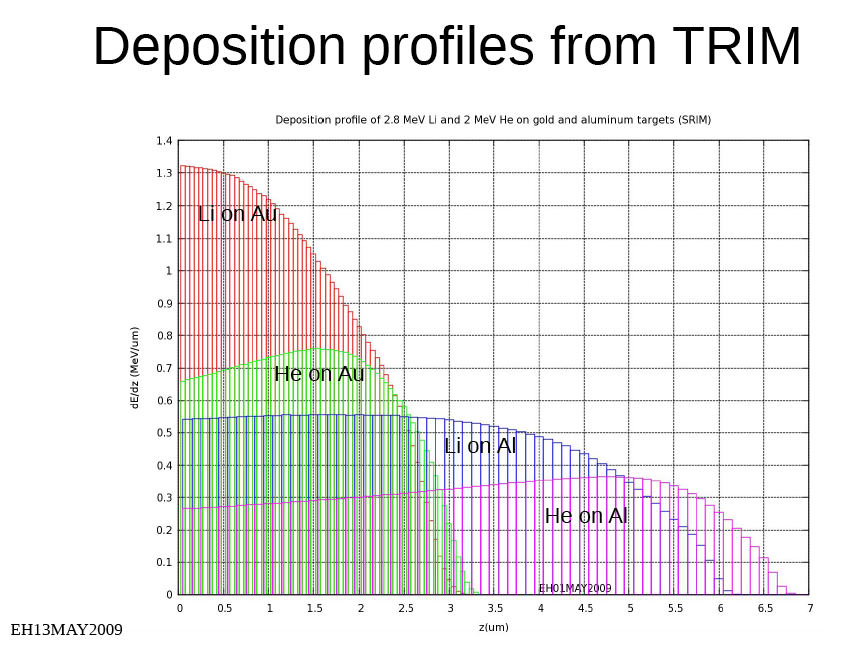 Deposition profiles from TRIM
Deposition profile of 2.8 MeV Li and 2 MeV He on gold and aluminum targets (SRIM)
1.4
1.3
1.2
1.1
1
0.9
0.8
0.7
0.6
0.5
0.4
0.3
0.2
0.1
0
dE/dz (MeV/um)
Li on Au
He on Au
Li on Al
He on Al
EH01MAY2009
0 0.5 1 1.5 2 2.5 3 3.5 4 4.5 5 5.5 6 6.5 7
z(um)
EH13MAY2009